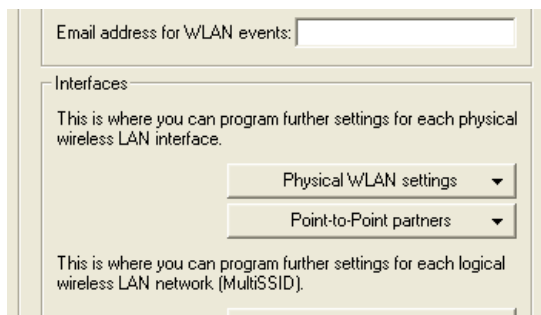 Email address for WLAN events:
Interfaces
This is where you can program further settings for each physical
wireless LAN interface.
Physical WLAN settings
Point-to-Point partners
This is where you can program further settings for each logical
wireless LAN network (MultiSSID).